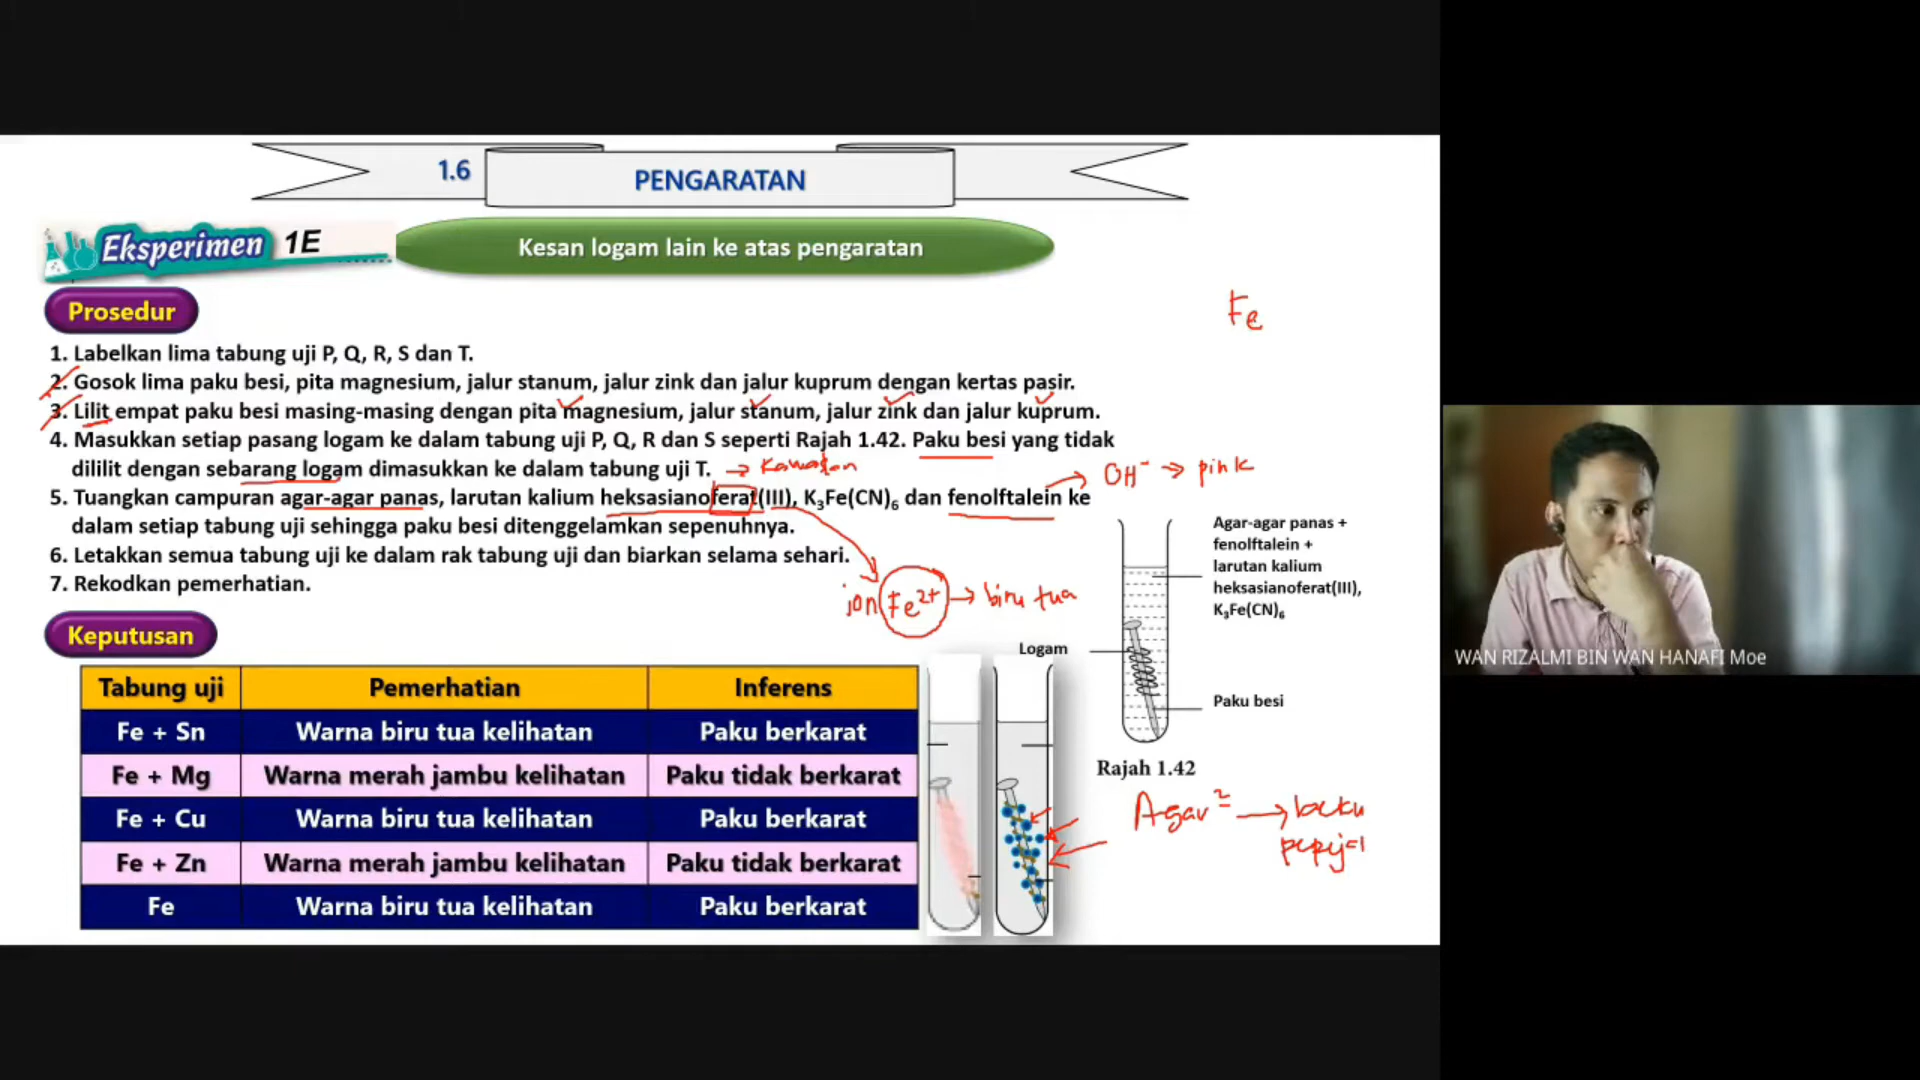 1.6
PENGARATAN
Eksperimen 1E
Kesan logam lain ke atas pengaratan
Fe
Prosedur
1. Labelkan lima tabung uji P, Q, R, S dan T.
2. Gosok lima paku besi, pita magnesium, jalur stanum, jalur zink dan jalur kuprum dengan kertas pasir.
3. Lilit empat paku besi masing-masing dengan pita magnesium, jalur stanum, jalur zink dan jalur kuprum.
4. Masukkan setiap pasang logam ke dalam tabung uji P, Q, R dan S seperti Rajah 1.42. Paku besi yang tidak
dililit dengan sebarang logam dimasukkan ke dalam tabung uji T. → Kawalan
OH⁻ → pink
5. Tuangkan campuran agar-agar panas, larutan kalium heksasianoferat(III), K₃Fe(CN)₆ dan fenolftalein ke
dalam setiap tabung uji sehingga paku besi ditenggelamkan sepenuhnya.
6. Letakkan semua tabung uji ke dalam rak tabung uji dan biarkan selama sehari.
7. Rekodkan pemerhatian.
ion Fe²⁺ → biru tua
Agar-agar panas +
fenolftalein +
larutan kalium
heksasianoferat(III),
K₃Fe(CN)₆
Logam
Paku besi
Rajah 1.42
Agar² → beku
Keputusan
Tabung uji Pemerhatian Inferens
Fe + Sn Warna biru tua kelihatan Paku berkarat
Fe + Mg Warna merah jambu kelihatan Paku tidak berkarat
Fe + Cu Warna biru tua kelihatan Paku berkarat
Fe + Zn Warna merah jambu kelihatan Paku tidak berkarat
Fe Warna biru tua kelihatan Paku berkarat
WAN RIZALMI BIN WAN HANAFI Moe